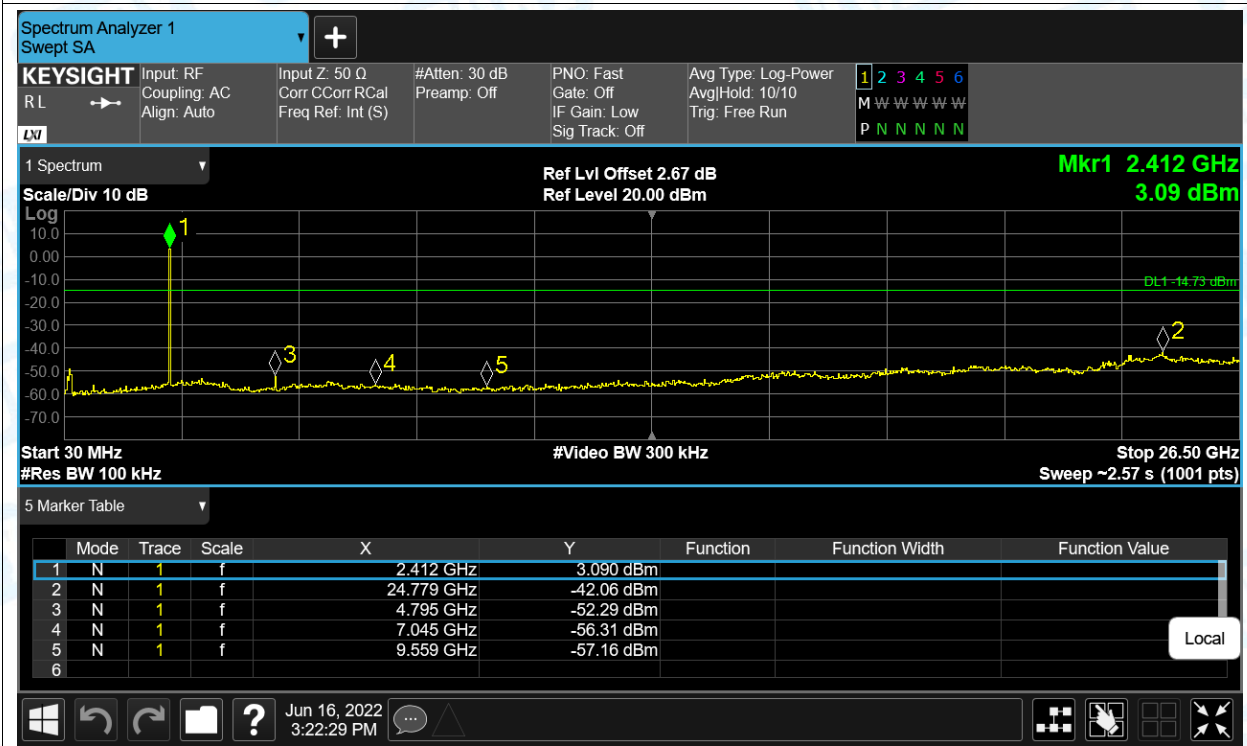 Spectrum Analyzer 1
Swept SA
KEYSIGHT
RL
LXI
Input: RF
Coupling: AC
Align: Auto
Input Z: 50 Ω
Corr CCorr RCal
Freq Ref: Int (S)
#Atten: 30 dB
Preamp: Off
PNO: Fast
Gate: Off
IF Gain: Low
Sig Track: Off
Avg Type: Log-Power
Avg|Hold: 10/10
Trig: Free Run
1 2 3 4 5 6
M W W W W W
P N N N N N
1 Spectrum
Scale/Div 10 dB
Ref Lvl Offset 2.67 dB
Ref Level 20.00 dBm
Mkr1 2.412 GHz
3.09 dBm
Log
10.0
0.00
-10.0
-20.0
-30.0
-40.0
-50.0
-60.0
-70.0
1
DL1 -14.73 dBm
2
3
4
5
Start 30 MHz
#Res BW 100 kHz
#Video BW 300 kHz
Stop 26.50 GHz
Sweep ~2.57 s (1001 pts)
5 Marker Table
Mode Trace Scale X Y Function Function Width Function Value
1 N 1 f 2.412 GHz 3.090 dBm
2 N 1 f 24.779 GHz -42.06 dBm
3 N 1 f 4.795 GHz -52.29 dBm
4 N 1 f 7.045 GHz -56.31 dBm
5 N 1 f 9.559 GHz -57.16 dBm
6
Local
?
Jun 16, 2022
3:22:29 PM